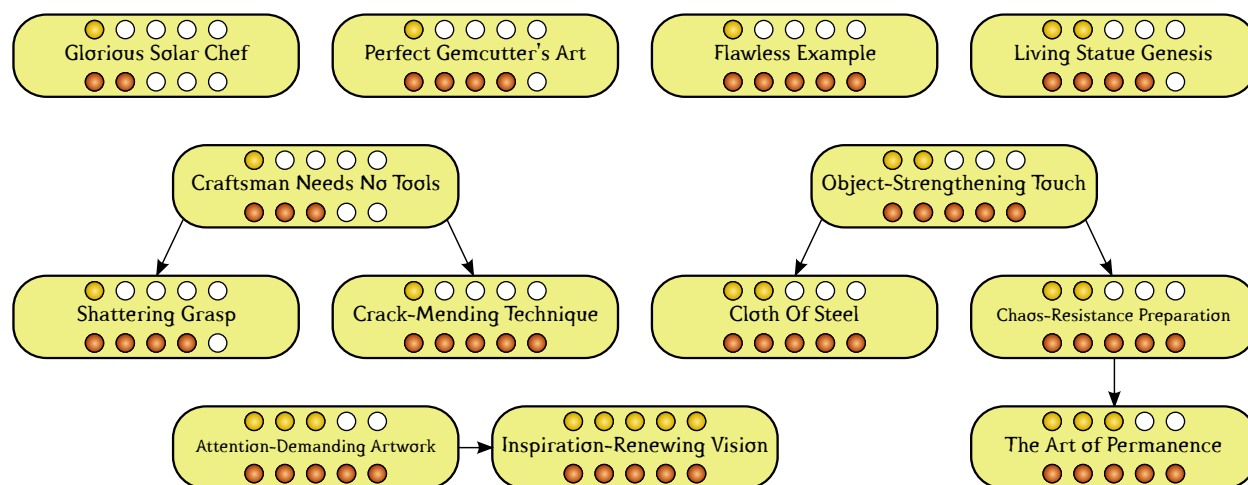 Glorious Solar Chef
Perfect Gemcutter's Art
Flawless Example
Living Statue Genesis
Craftsman Needs No Tools
Object-Strengthening Touch
Shattering Grasp
Crack-Mending Technique
Cloth Of Steel
Chaos-Resistance Preparation
Attention-Demanding Artwork
Inspiration-Renewing Vision
The Art of Permanence